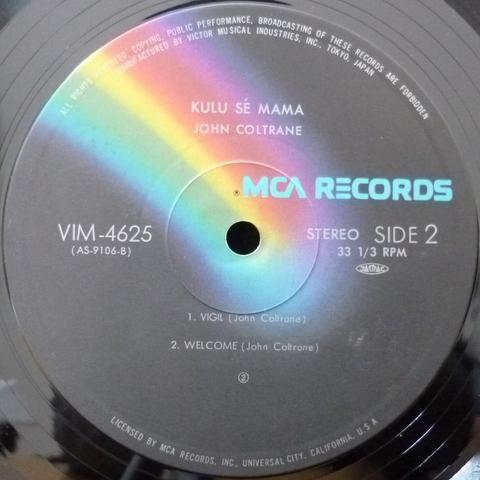 ALL RIGHTS RESERVED. COPYING, PUBLIC PERFORMANCE, BROADCASTING OF THESE RECORDS ARE FORBIDDEN
MANUFACTURED BY VICTOR MUSICAL INDUSTRIES, INC. TOKYO, JAPAN
KULU SÉ MAMA
JOHN COLTRANE
®MCA RECORDS
VIM-4625
(AS-9106-B)
STEREO SIDE 2
33 1/3 RPM
JASRAC
1. VIGIL (John Coltrane)
2. WELCOME (John Coltrane)
②
LICENSED BY MCA RECORDS, INC., UNIVERSAL CITY, CALIFORNIA, U.S.A